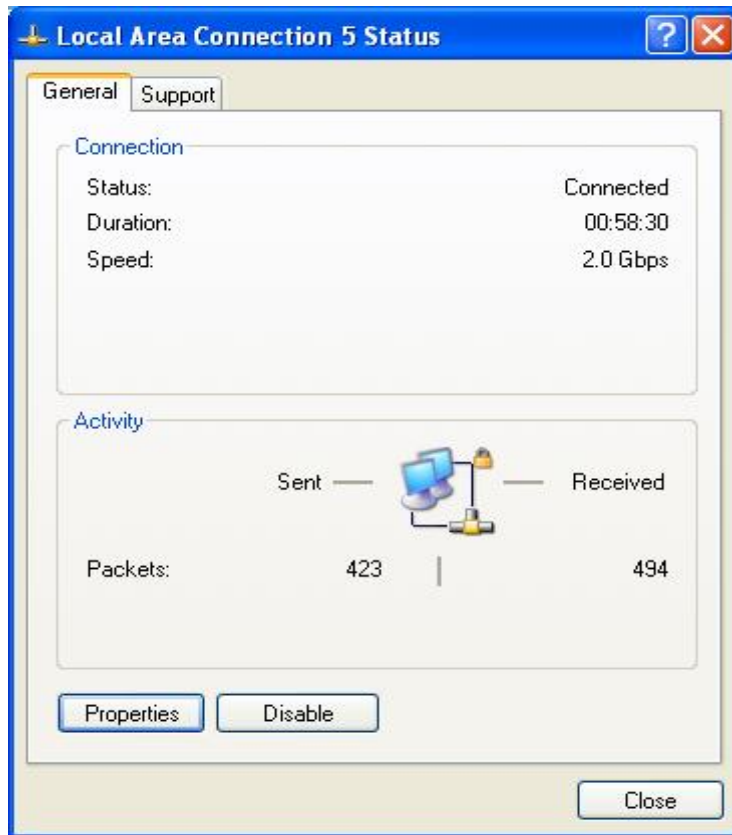 Local Area Connection 5 Status
General Support
Connection
Status: Connected
Duration: 00:58:30
Speed: 2.0 Gbps
Activity
Sent Received
Packets: 423 494
Properties Disable
Close